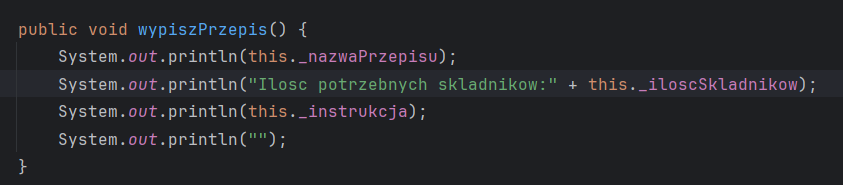 public void wypiszPrzepis() {
    System.out.println(this._nazwaPrzepisu);
    System.out.println("Ilosc potrzebnych skladnikow:" + this._iloscSkladnikow);
    System.out.println(this._instrukcja);
    System.out.println("");
}